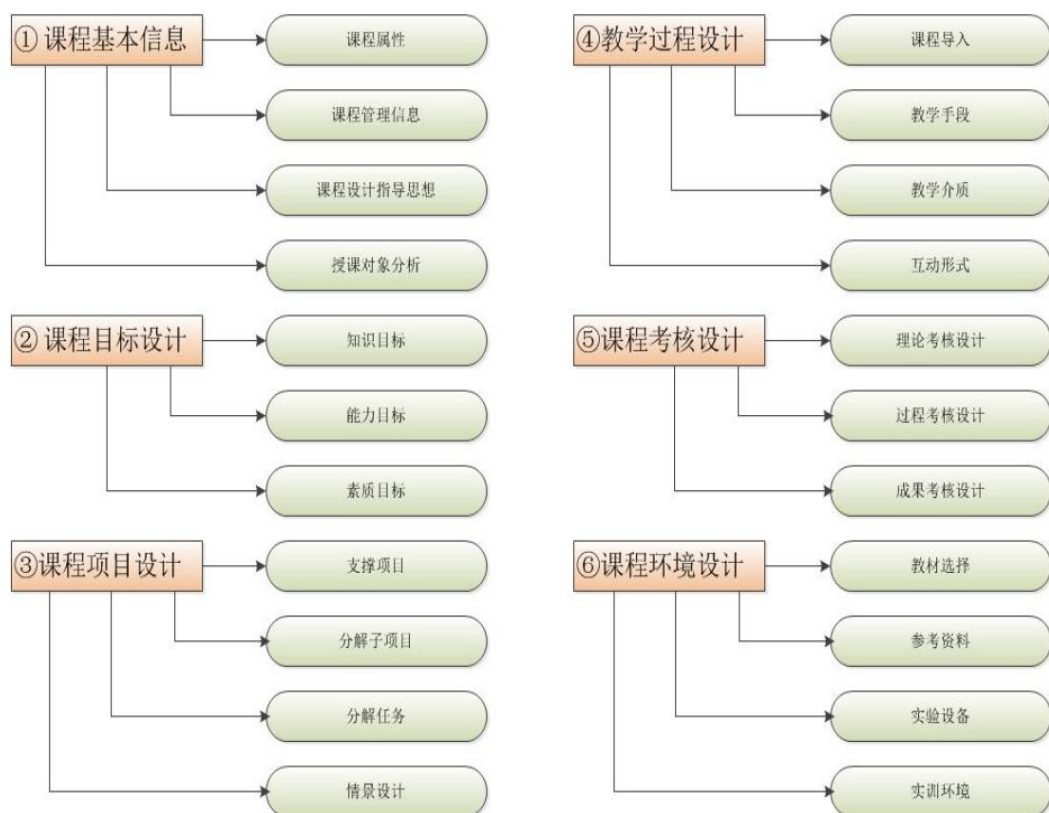 ① 课程基本信息
课程属性
课程管理信息
课程设计指导思想
授课对象分析
② 课程目标设计
知识目标
能力目标
素质目标
③课程项目设计
支撑项目
分解子项目
分解任务
情景设计
④教学过程设计
课程导入
教学手段
教学介质
互动形式
⑤课程考核设计
理论考核设计
过程考核设计
成果考核设计
⑥课程环境设计
教材选择
参考资料
实验设备
实训环境